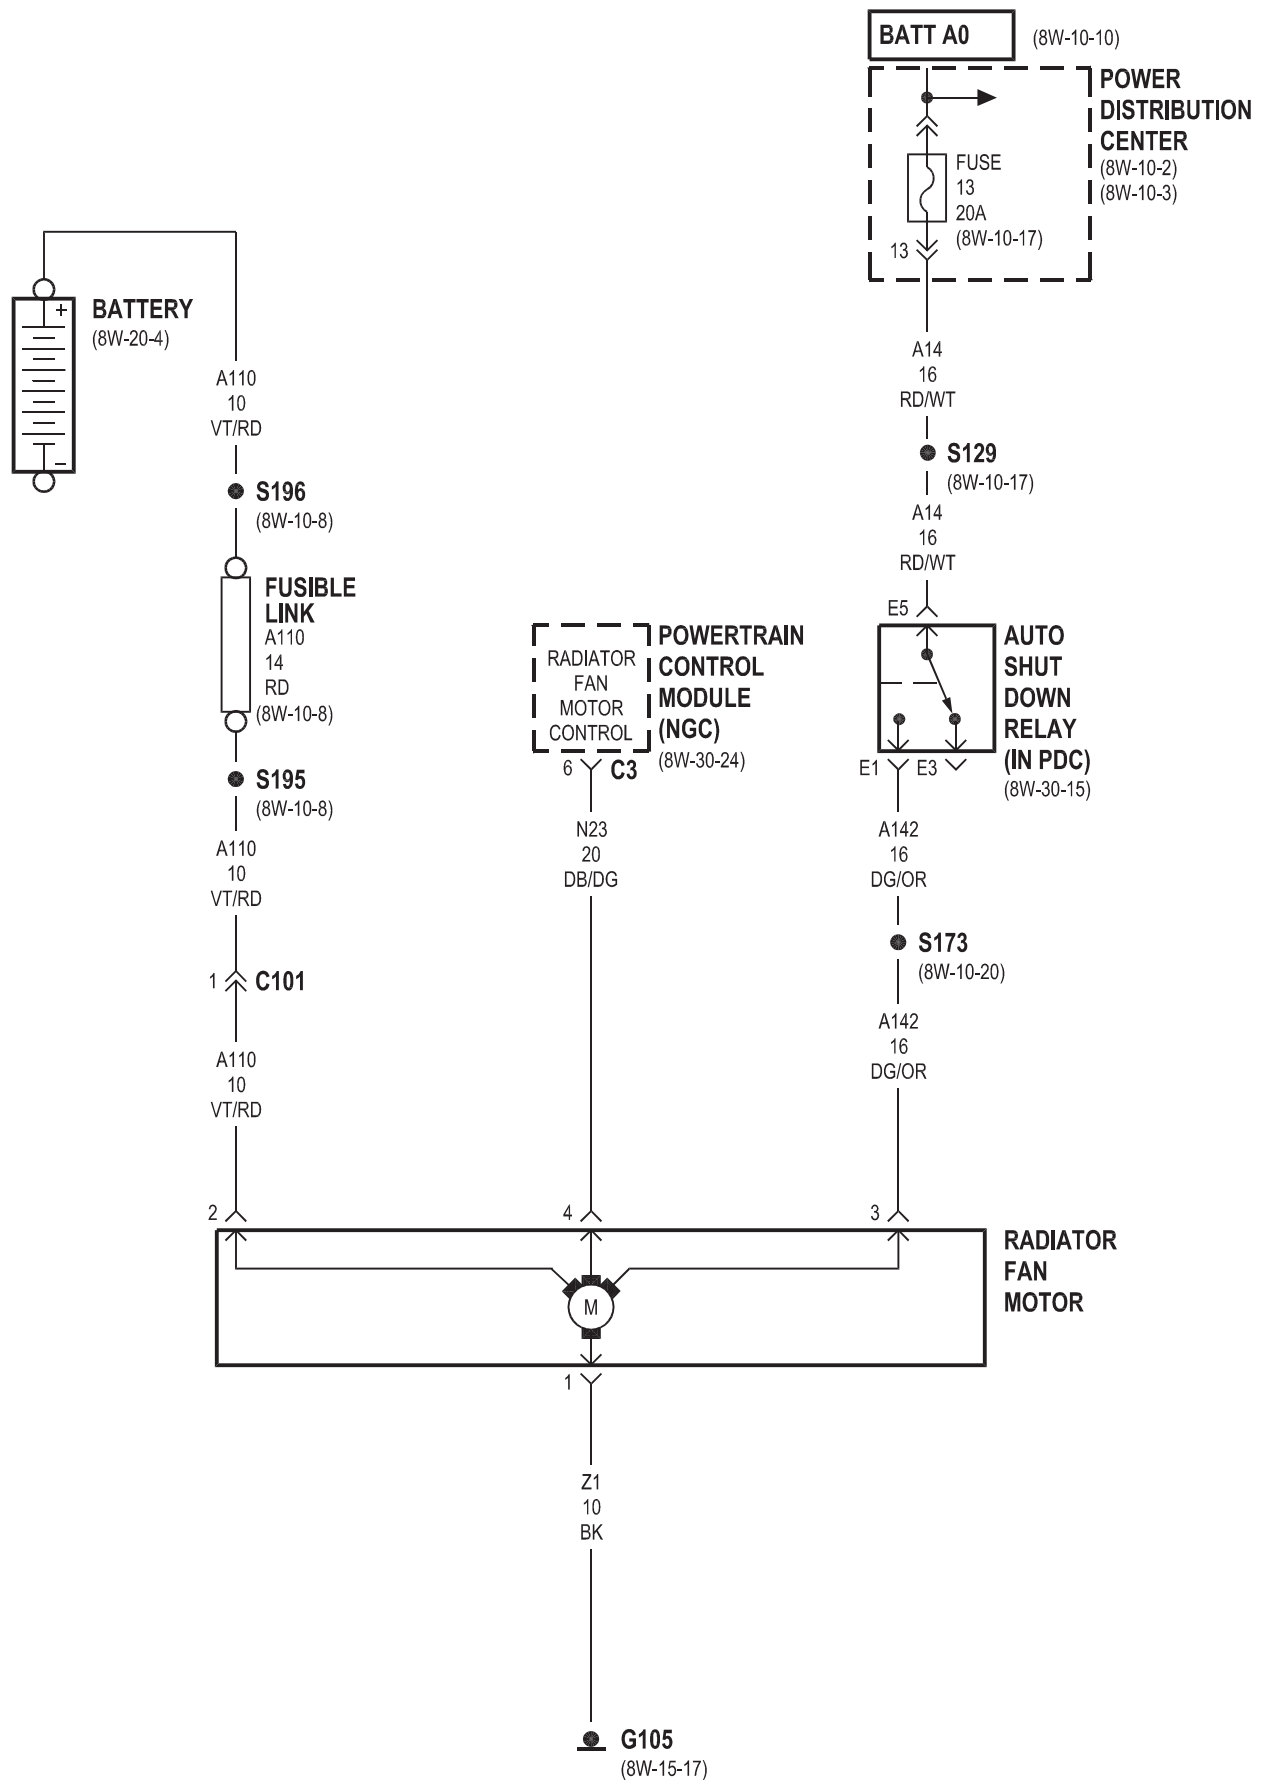 BATT A0
(8W-10-10)
POWER
DISTRIBUTION
CENTER
(8W-10-2)
(8W-10-3)
FUSE
13
20A
(8W-10-17)
13
+
BATTERY
(8W-20-4)
–
A110
10
VT/RD
S196
(8W-10-8)
FUSIBLE
LINK
A110
14
RD
(8W-10-8)
S195
(8W-10-8)
A110
10
VT/RD
1
C101
A110
10
VT/RD
2
RADIATOR
FAN
MOTOR
CONTROL
POWERTRAIN
CONTROL
MODULE
(NGC)
(8W-30-24)
6
C3
N23
20
DB/DG
4
A14
16
RD/WT
S129
(8W-10-17)
A14
16
RD/WT
E5
AUTO
SHUT
DOWN
RELAY
(IN PDC)
(8W-30-15)
E1
E3
A142
16
DG/OR
S173
(8W-10-20)
A142
16
DG/OR
3
RADIATOR
FAN
MOTOR
M
1
Z1
10
BK
G105
(8W-15-17)